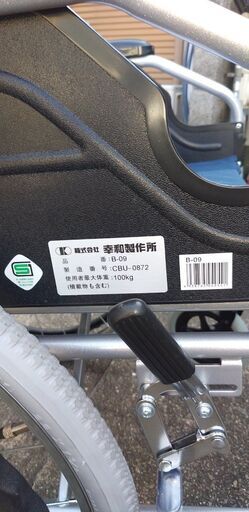 K 株式会社 幸和製作所
品 番:B-09
製 造 番 号:CBU-0872
使用者最大体重:100kg
(積載物も含む)
B-09